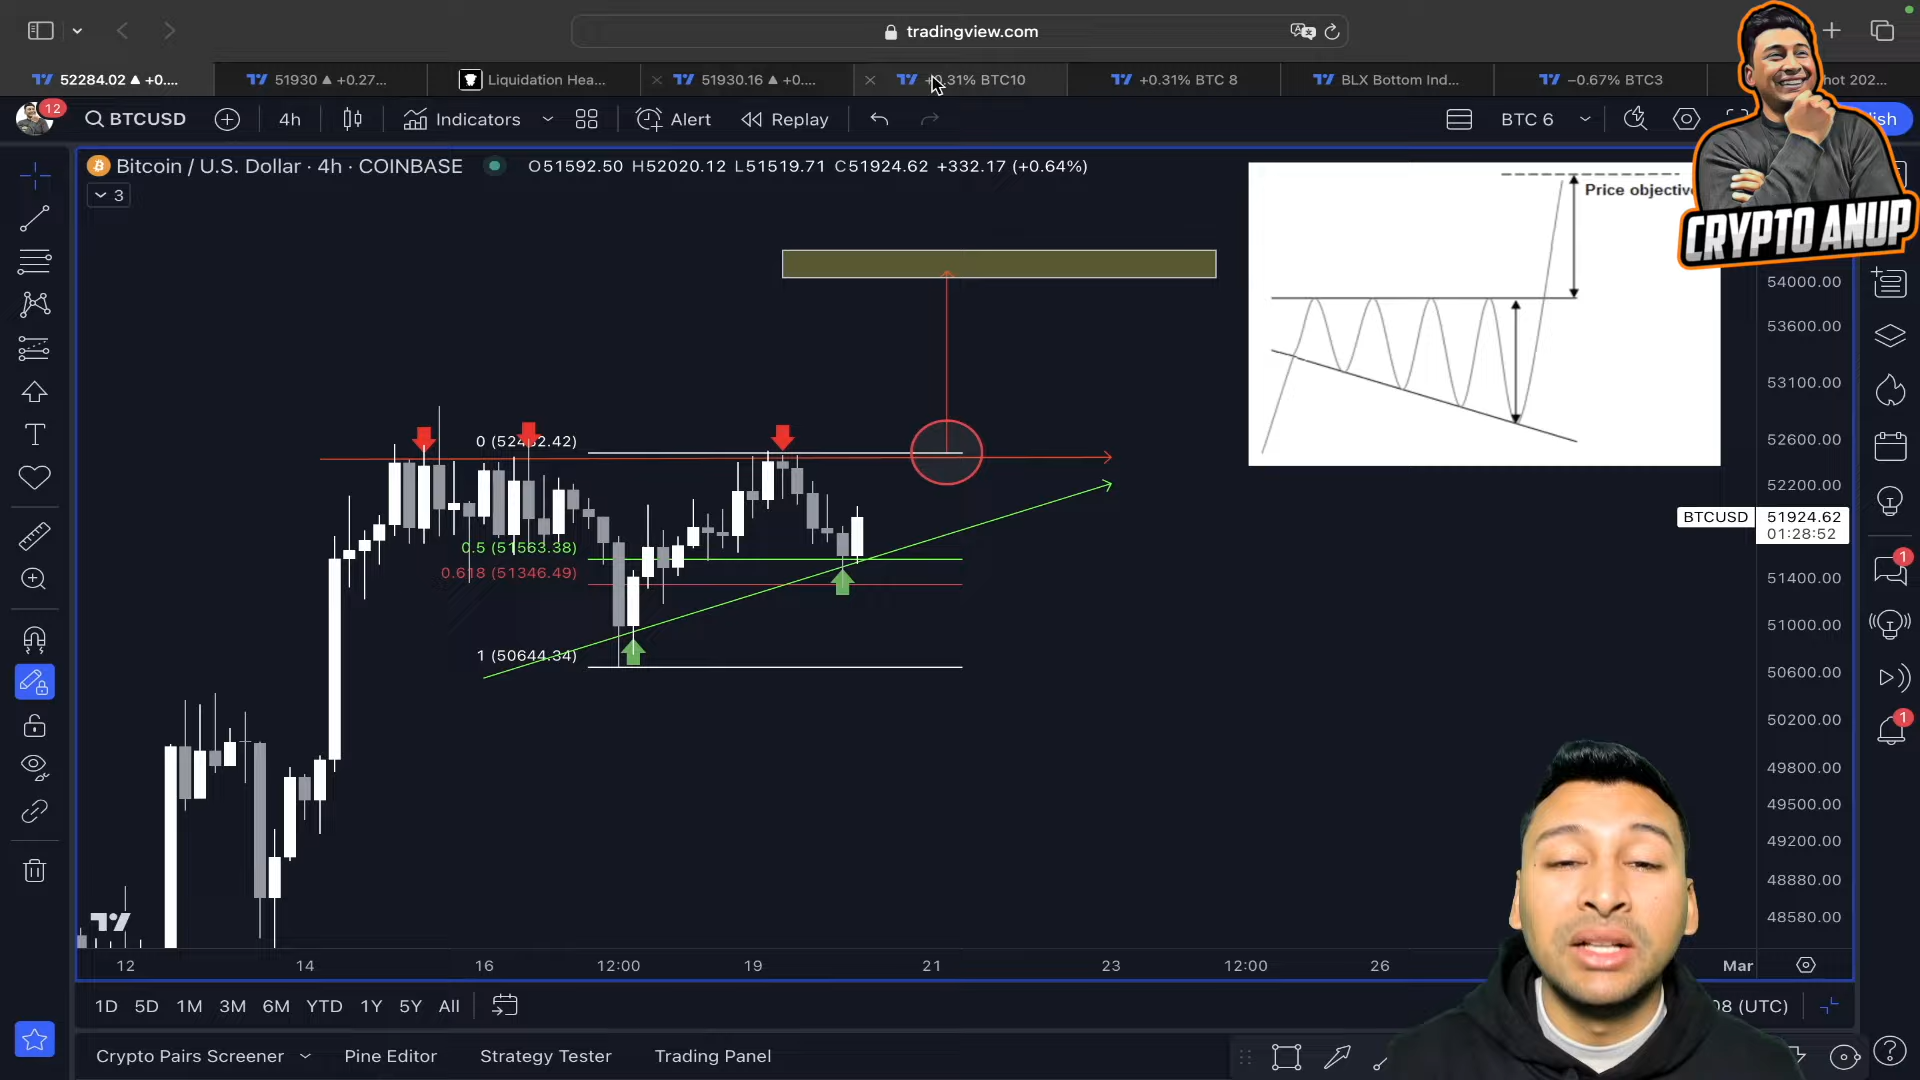 tradingview.com
52284.02 ▲ +0....
51930 ▲ +0.27...
Liquidation Hea...
51930.16 ▲ +0....
+0.31% BTC10
+0.31% BTC 8
BLX Bottom Ind...
−0.67% BTC3
hot 202...
12
BTCUSD
4h
Indicators
Alert
Replay
BTC 6
ish
Bitcoin / U.S. Dollar · 4h · COINBASE
O51592.50 H52020.12 L51519.71 C51924.62 +332.17 (+0.64%)
3
Price objectiv
CRYPTO ANUP
54000.00
53600.00
53100.00
52600.00
52200.00
BTCUSD
51924.62
01:28:52
51400.00
51000.00
50600.00
50200.00
49800.00
49500.00
49200.00
48880.00
48580.00
0.5 (51563.38)
0.618 (51346.49)
1 (50644.34)
1
1
12
14
16
12:00
19
21
23
12:00
26
Mar
1D
5D
1M
3M
6M
YTD
1Y
5Y
All
08 (UTC)
Crypto Pairs Screener
Pine Editor
Strategy Tester
Trading Panel